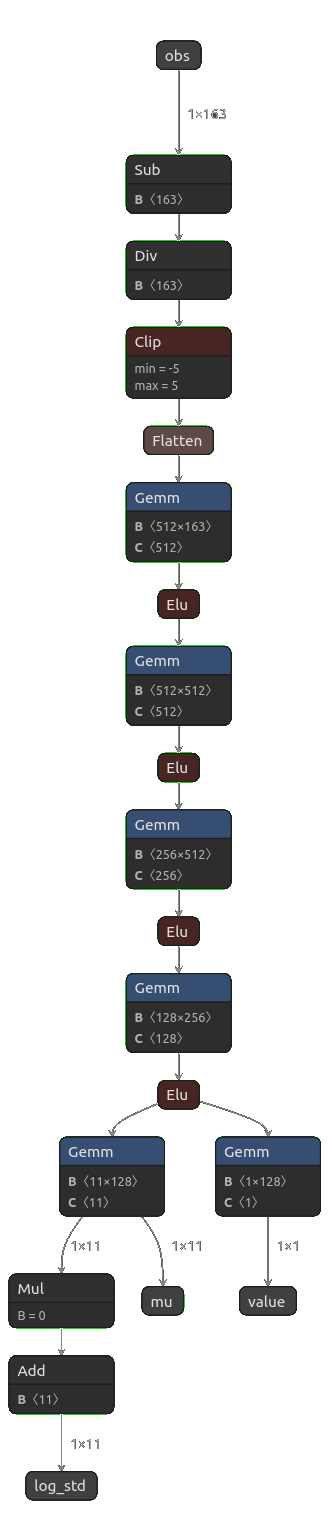 obs
1×163
Sub
B 〈163〉
Div
B 〈163〉
Clip
min = -5
max = 5
Flatten
Gemm
B 〈512×163〉
C 〈512〉
Elu
Gemm
B 〈512×512〉
C 〈512〉
Elu
Gemm
B 〈256×512〉
C 〈256〉
Elu
Gemm
B 〈128×256〉
C 〈128〉
Elu
Gemm
B 〈11×128〉
C 〈11〉
Gemm
B 〈1×128〉
C 〈1〉
1×11
1×11
1×1
Mul
B = 0
mu
value
Add
B 〈11〉
1×11
log_std